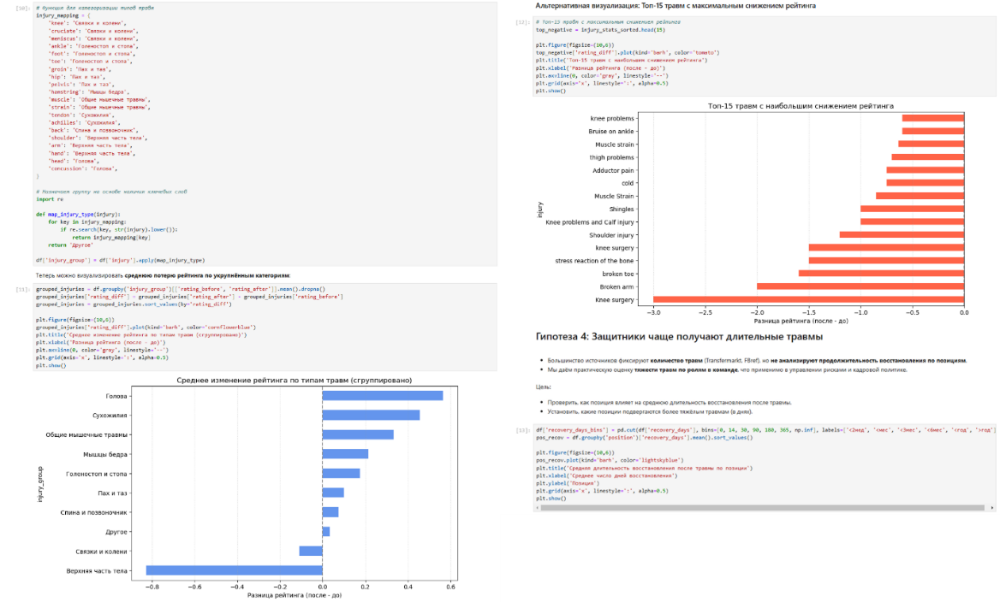 [10]:
# Функция для категоризации типов травм
injury_mapping = {
    'knee': 'Связки и колени',
    'cruciate': 'Связки и колени',
    'meniscus': 'Связки и колени',
    'ankle': 'Голеностоп и стопа',
    'foot': 'Голеностоп и стопа',
    'toe': 'Голеностоп и стопа',
    'groin': 'Пах и таз',
    'hip': 'Пах и таз',
    'pelvis': 'Пах и таз',
    'hamstring': 'Мышцы бедра',
    'muscle': 'Общие мышечные травмы',
    'strain': 'Общие мышечные травмы',
    'tendon': 'Сухожилия',
    'achilles': 'Сухожилия',
    'back': 'Спина и позвоночник',
    'shoulder': 'Верхняя часть тела',
    'arm': 'Верхняя часть тела',
    'hand': 'Верхняя часть тела',
    'head': 'Голова',
    'concussion': 'Голова',
}
# Назначаем группу на основе наличия ключевых слов
import re
def map_injury_type(injury):
    for key in injury_mapping:
        if re.search(key, str(injury).lower()):
            return injury_mapping[key]
    return 'Другое'
df['injury_group'] = df['injury'].apply(map_injury_type)
Теперь можно визуализировать среднюю потерю рейтинга по укрупнённым категориям:
[11]:
grouped_injuries = df.groupby('injury_group')[['rating_before', 'rating_after']].mean().dropna()
grouped_injuries['rating_diff'] = grouped_injuries['rating_after'] - grouped_injuries['rating_before']
grouped_injuries = grouped_injuries.sort_values(by='rating_diff')
plt.figure(figsize=(10,6))
grouped_injuries['rating_diff'].plot(kind='barh', color='cornflowerblue')
plt.title('Среднее изменение рейтинга по типам травм (сгруппировано)')
plt.xlabel('Разница рейтинга (после - до)')
plt.axvline(0, color='gray', linestyle='--')
plt.grid(axis='x', linestyle=':', alpha=0.5)
plt.show()
Среднее изменение рейтинга по типам травм (сгруппировано)
Голова
Сухожилия
Общие мышечные травмы
Мышцы бедра
Голеностоп и стопа
Пах и таз
Спина и позвоночник
Другое
Связки и колени
Верхняя часть тела
injury_group
−0.8 −0.6 −0.4 −0.2 0.0 0.2 0.4 0.6
Разница рейтинга (после - до)
Альтернативная визуализация: Топ-15 травм с максимальным снижением рейтинга
[12]:
# Топ-15 травм с максимальным снижением рейтинга
top_negative = injury_stats_sorted.head(15)
plt.figure(figsize=(10,6))
top_negative['rating_diff'].plot(kind='barh', color='tomato')
plt.title('Топ-15 травм с наибольшим снижением рейтинга')
plt.xlabel('Разница рейтинга (после - до)')
plt.axvline(0, color='gray', linestyle='--')
plt.grid(axis='x', linestyle=':', alpha=0.5)
plt.show()
Топ-15 травм с наибольшим снижением рейтинга
knee problems
Bruise on ankle
Muscle strain
thigh problems
Adductor pain
cold
Muscle Strain
Shingles
Knee problems and Calf injury
Shoulder injury
knee surgery
stress reaction of the bone
broken toe
Broken arm
Knee surgery
injury
−3.0 −2.5 −2.0 −1.5 −1.0 −0.5 0.0
Разница рейтинга (после - до)
Гипотеза 4: Защитники чаще получают длительные травмы
• Большинство источников фиксируют количество травм (Transfermarkt, FBref), но не анализируют продолжительность восстановления по позициям.
• Мы даём практическую оценку тяжести травм по ролям в команде, что применимо в управлении рисками и кадровой политике.
Цель:
• Проверить, как позиция влияет на среднюю длительность восстановления после травмы.
• Установить, какие позиции подвергаются более тяжёлым травмам (в днях).
[13]:
df['recovery_days_bins'] = pd.cut(df['recovery_days'], bins=[0, 14, 30, 90, 180, 365, np.inf], labels=['<2нед', '<мес', '<3мес', '<6мес', '<год', '>год']
pos_recov = df.groupby('position')['recovery_days'].mean().sort_values()
plt.figure(figsize=(10,6))
pos_recov.plot(kind='barh', color='lightskyblue')
plt.title('Средняя длительность восстановления после травмы по позиции')
plt.xlabel('Среднее число дней восстановления')
plt.ylabel('Позиция')
plt.grid(axis='x', linestyle=':', alpha=0.5)
plt.show()